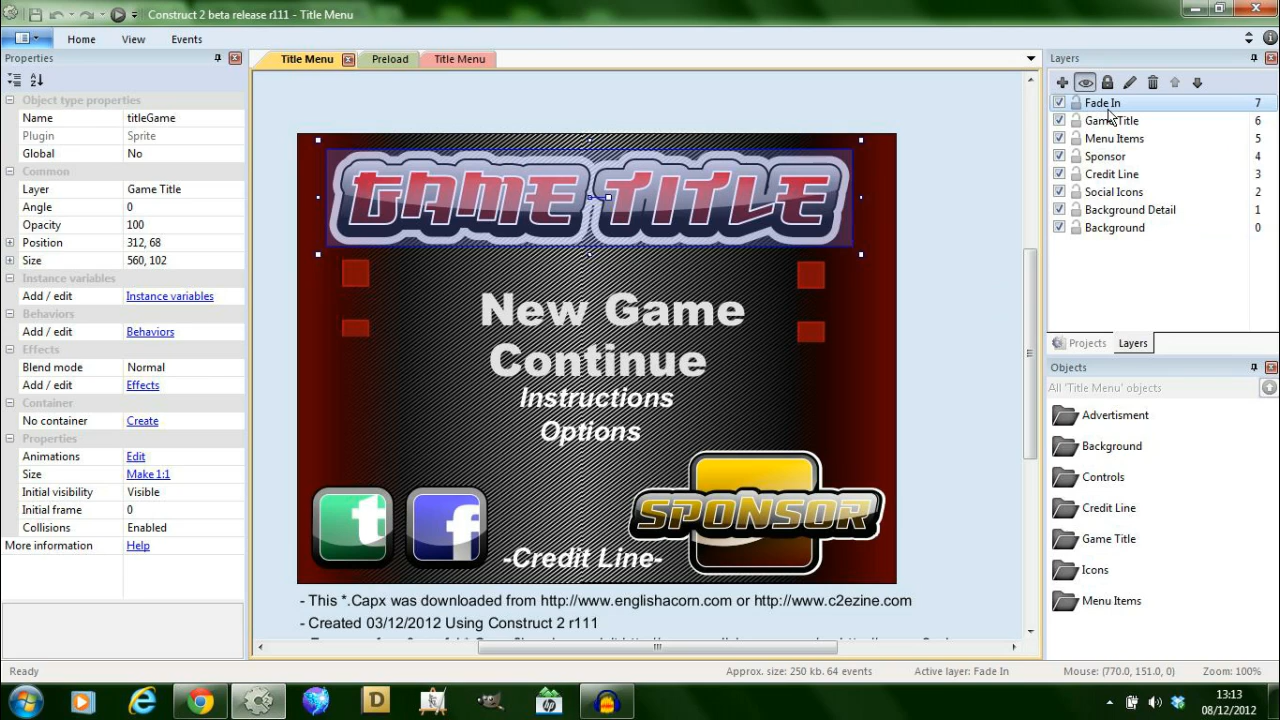 Construct 2 beta release r111 - Title Menu
Home View Events
Properties
Object type properties
Name titleGame
Plugin Sprite
Global No
Common
Layer Game Title
Angle 0
Opacity 100
Position 312, 68
Size 560, 102
Instance variables
Add / edit Instance variables
Behaviors
Add / edit Behaviors
Effects
Blend mode Normal
Add / edit Effects
Container
No container Create
Properties
Animations Edit
Size Make 1:1
Initial visibility Visible
Initial frame 0
Collisions Enabled
More information Help
Title Menu Preload Title Menu
GAME TITLE
New Game
Continue
Instructions
Options
t f SPONSOR
-Credit Line-
- This *.Capx was downloaded from http://www.englishacorn.com or http://www.c2ezine.com
- Created 03/12/2012 Using Construct 2 r111
Layers
Fade In 7
Game Title 6
Menu Items 5
Sponsor 4
Credit Line 3
Social Icons 2
Background Detail 1
Background 0
Projects Layers
Objects
All 'Title Menu' objects
Advertisment
Background
Controls
Credit Line
Game Title
Icons
Menu Items
Ready Approx. size: 250 kb. 64 events Active layer: Fade In Mouse: (770.0, 151.0, 0) Zoom: 100%
D hp 13:13
08/12/2012